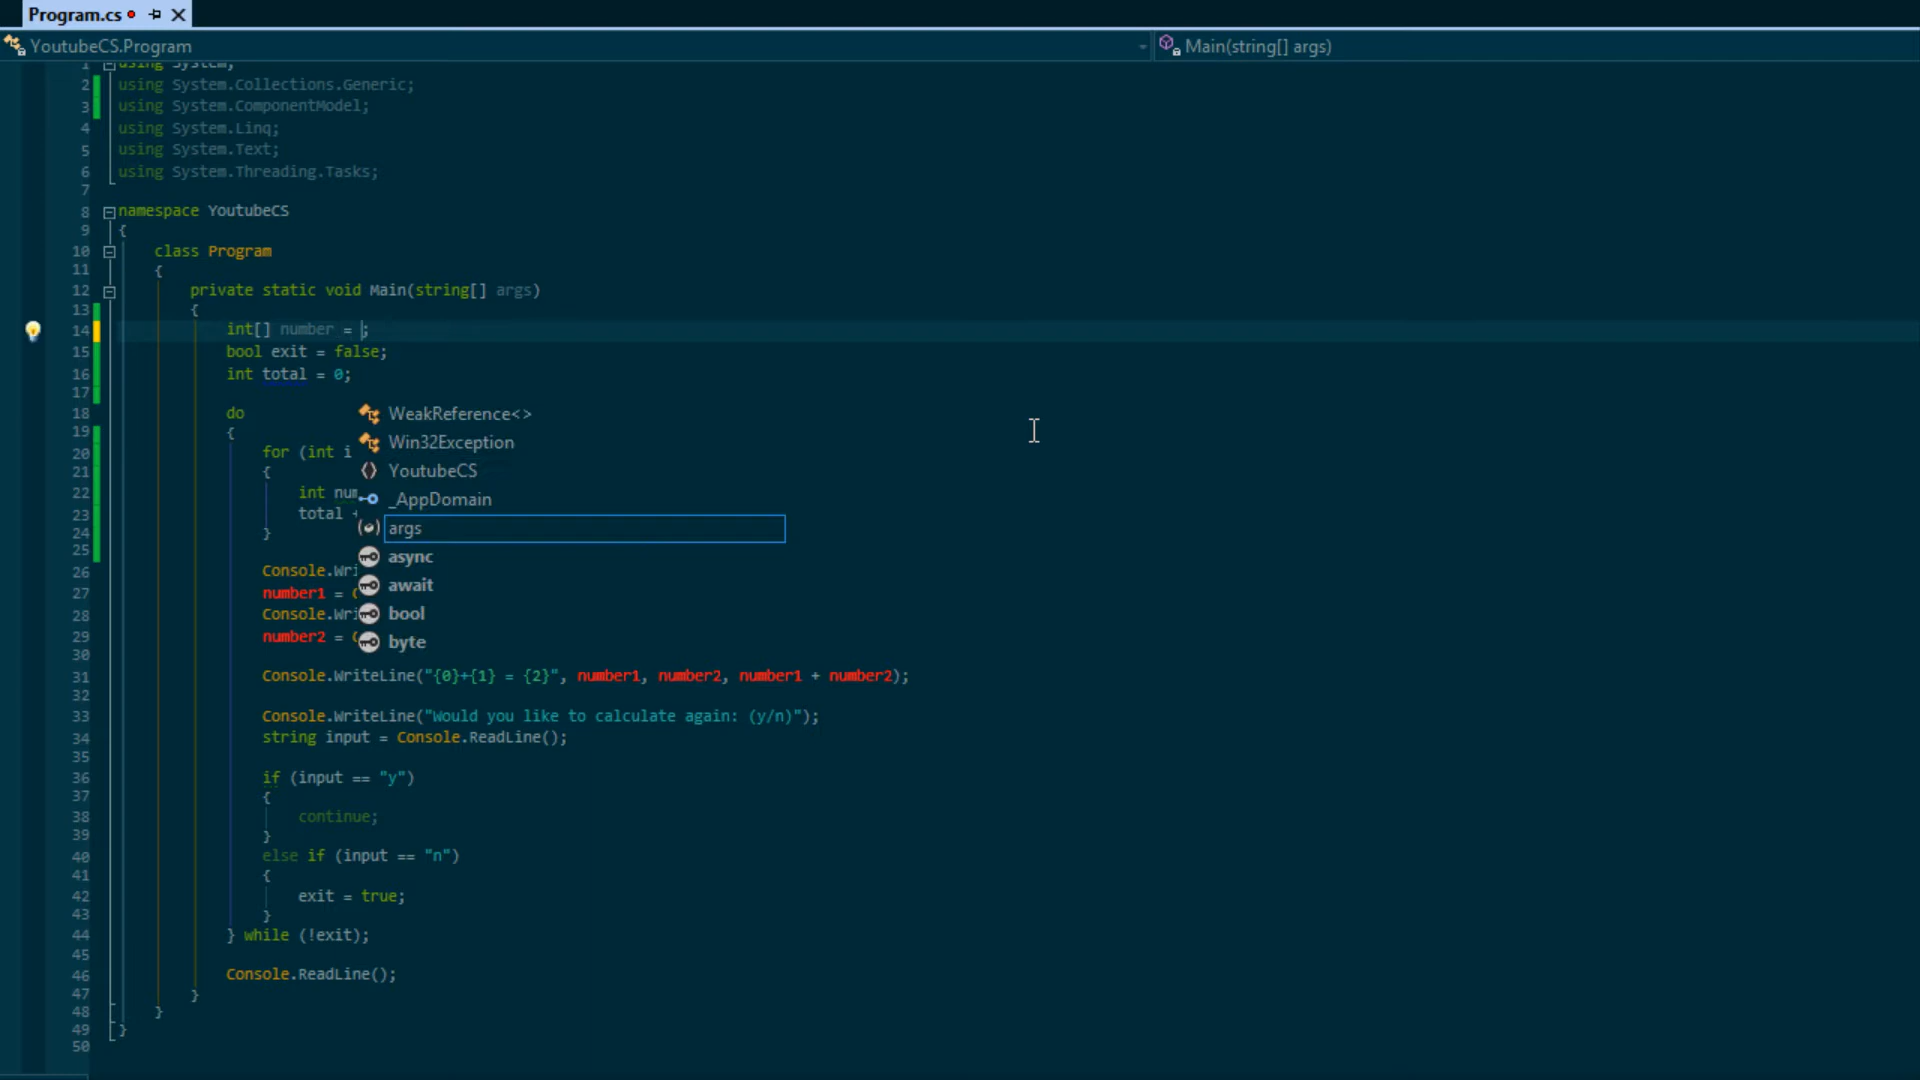 Program.cs
YoutubeCS.Program
Main(string[] args)
1 using System;
2 using System.Collections.Generic;
3 using System.ComponentModel;
4 using System.Linq;
5 using System.Text;
6 using System.Threading.Tasks;
7
8 namespace YoutubeCS
9 {
10 class Program
11 {
12 private static void Main(string[] args)
13 {
14 int[] number = ;
15 bool exit = false;
16 int total = 0;
17
18 do
19 {
20 for (int i
21 {
22 int num
23 total +
24 }
25
26 Console.Wri
27 number1 =
28 Console.Wri
29 number2 =
30
31 Console.WriteLine("{0}+{1} = {2}", number1, number2, number1 + number2);
32
33 Console.WriteLine("Would you like to calculate again: (y/n)");
34 string input = Console.ReadLine();
35
36 if (input == "y")
37 {
38 continue;
39 }
40 else if (input == "n")
41 {
42 exit = true;
43 }
44 } while (!exit);
45
46 Console.ReadLine();
47 }
48 }
49 }
50
WeakReference<>
Win32Exception
YoutubeCS
_AppDomain
args
async
await
bool
byte